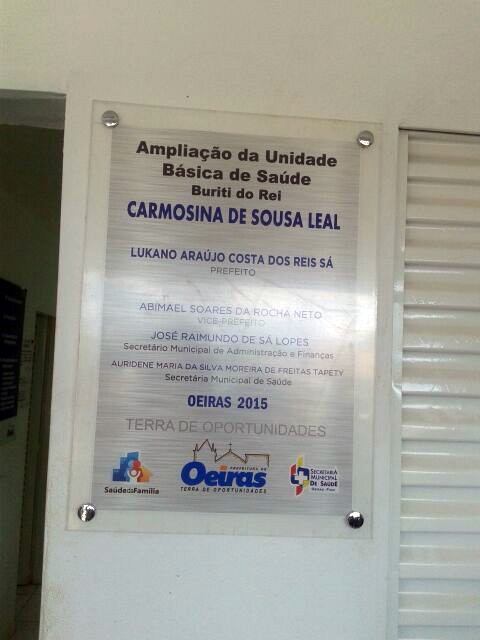 Ampliação da Unidade
Básica de Saúde
Buriti do Rei
CARMOSINA DE SOUSA LEAL
LUKANO ARAÚJO COSTA DOS REIS SÁ
PREFEITO
ABIMAEL SOARES DA ROCHA NETO
VICE-PREFEITO
JOSÉ RAIMUNDO DE SÁ LOPES
Secretário Municipal de Administração e Finanças
AURIDENE MARIA DA SILVA MOREIRA DE FREITAS TAPETY
Secretária Municipal de Saúde
OEIRAS 2015
TERRA DE OPORTUNIDADES
SaúdedaFamília
PREFEITURA DE
Oeiras
TERRA DE OPORTUNIDADES
SECRETARIA
MUNICIPAL
DE SAÚDE
Oeiras - Piauí